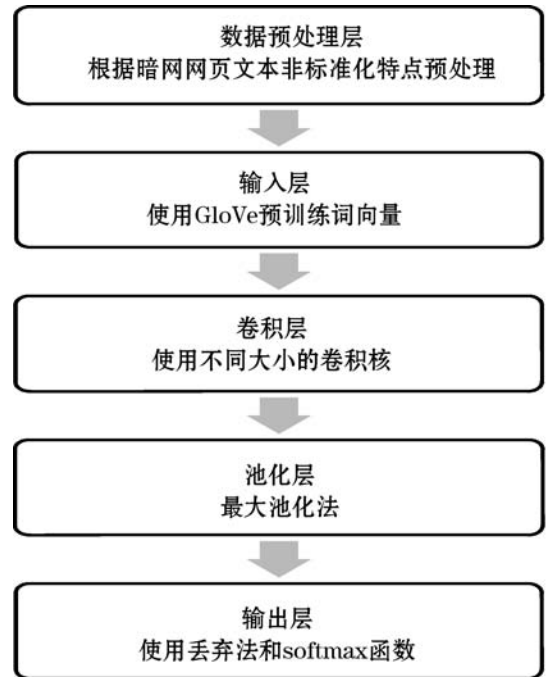 数据预处理层
根据暗网网页文本非标准化特点预处理
输入层
使用GloVe预训练词向量
卷积层
使用不同大小的卷积核
池化层
最大池化法
输出层
使用丢弃法和softmax函数